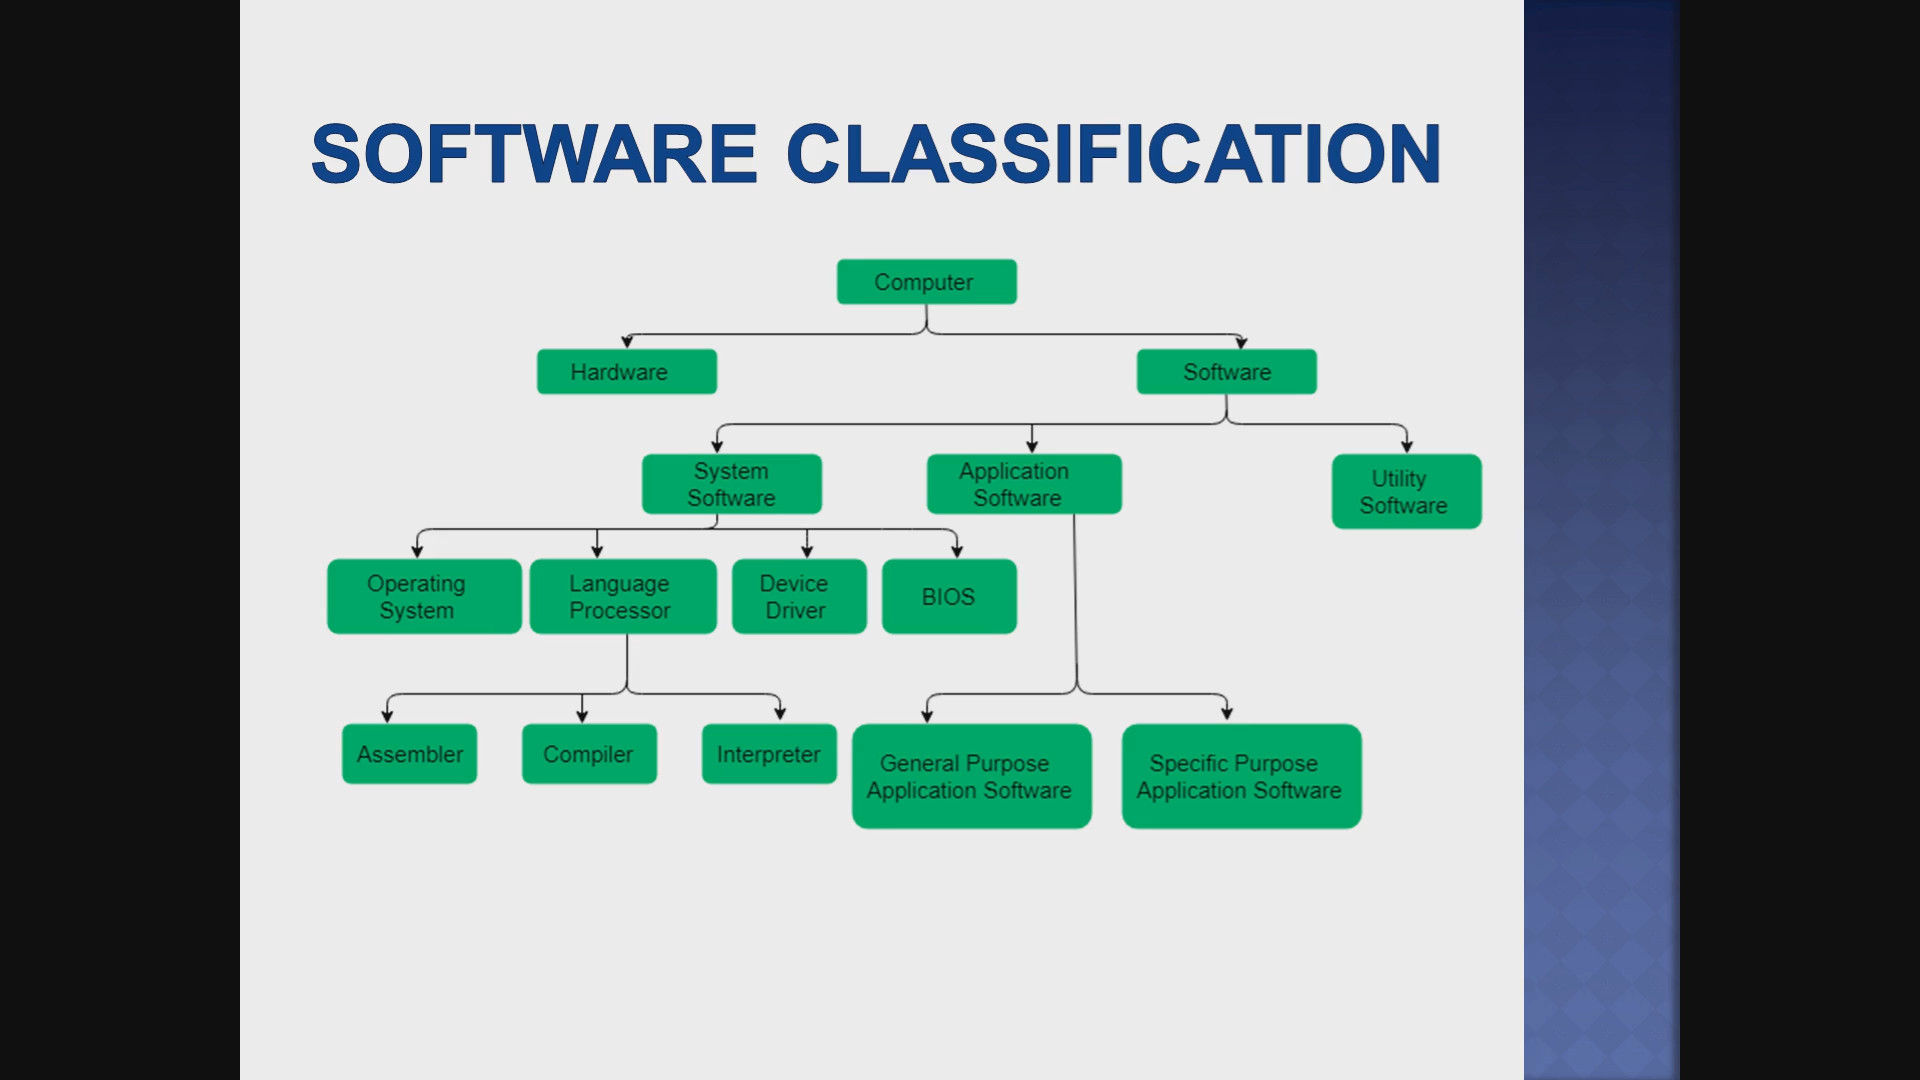 SOFTWARE CLASSIFICATION
Computer
Hardware
Software
System
Software
Application
Software
Utility
Software
Operating
System
Language
Processor
Device
Driver
BIOS
Assembler
Compiler
Interpreter
General Purpose
Application Software
Specific Purpose
Application Software